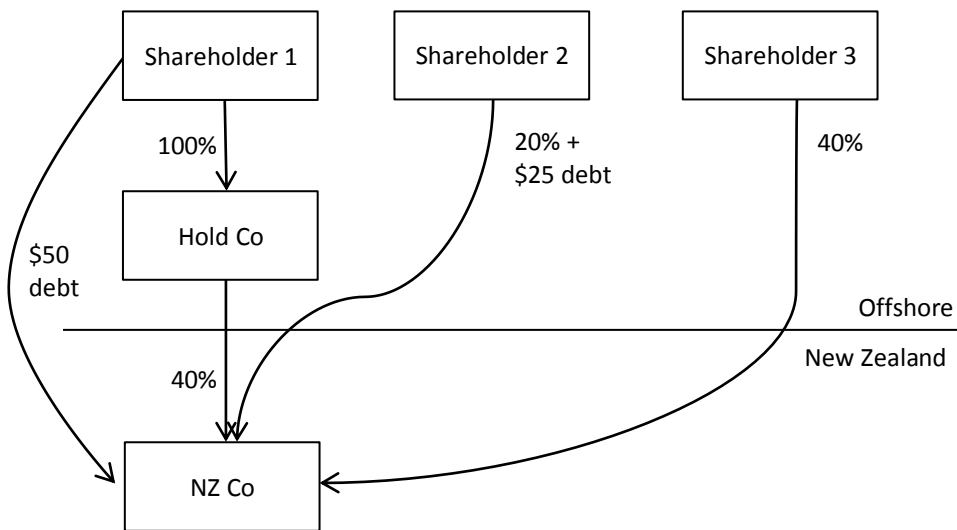 Shareholder 1
Shareholder 2
Shareholder 3
100%
20% +
$25 debt
40%
Hold Co
$50
debt
Offshore
New Zealand
40%
NZ Co